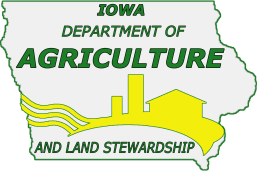 IOWA
DEPARTMENT OF
AGRICULTURE
AND LAND STEWARDSHIP